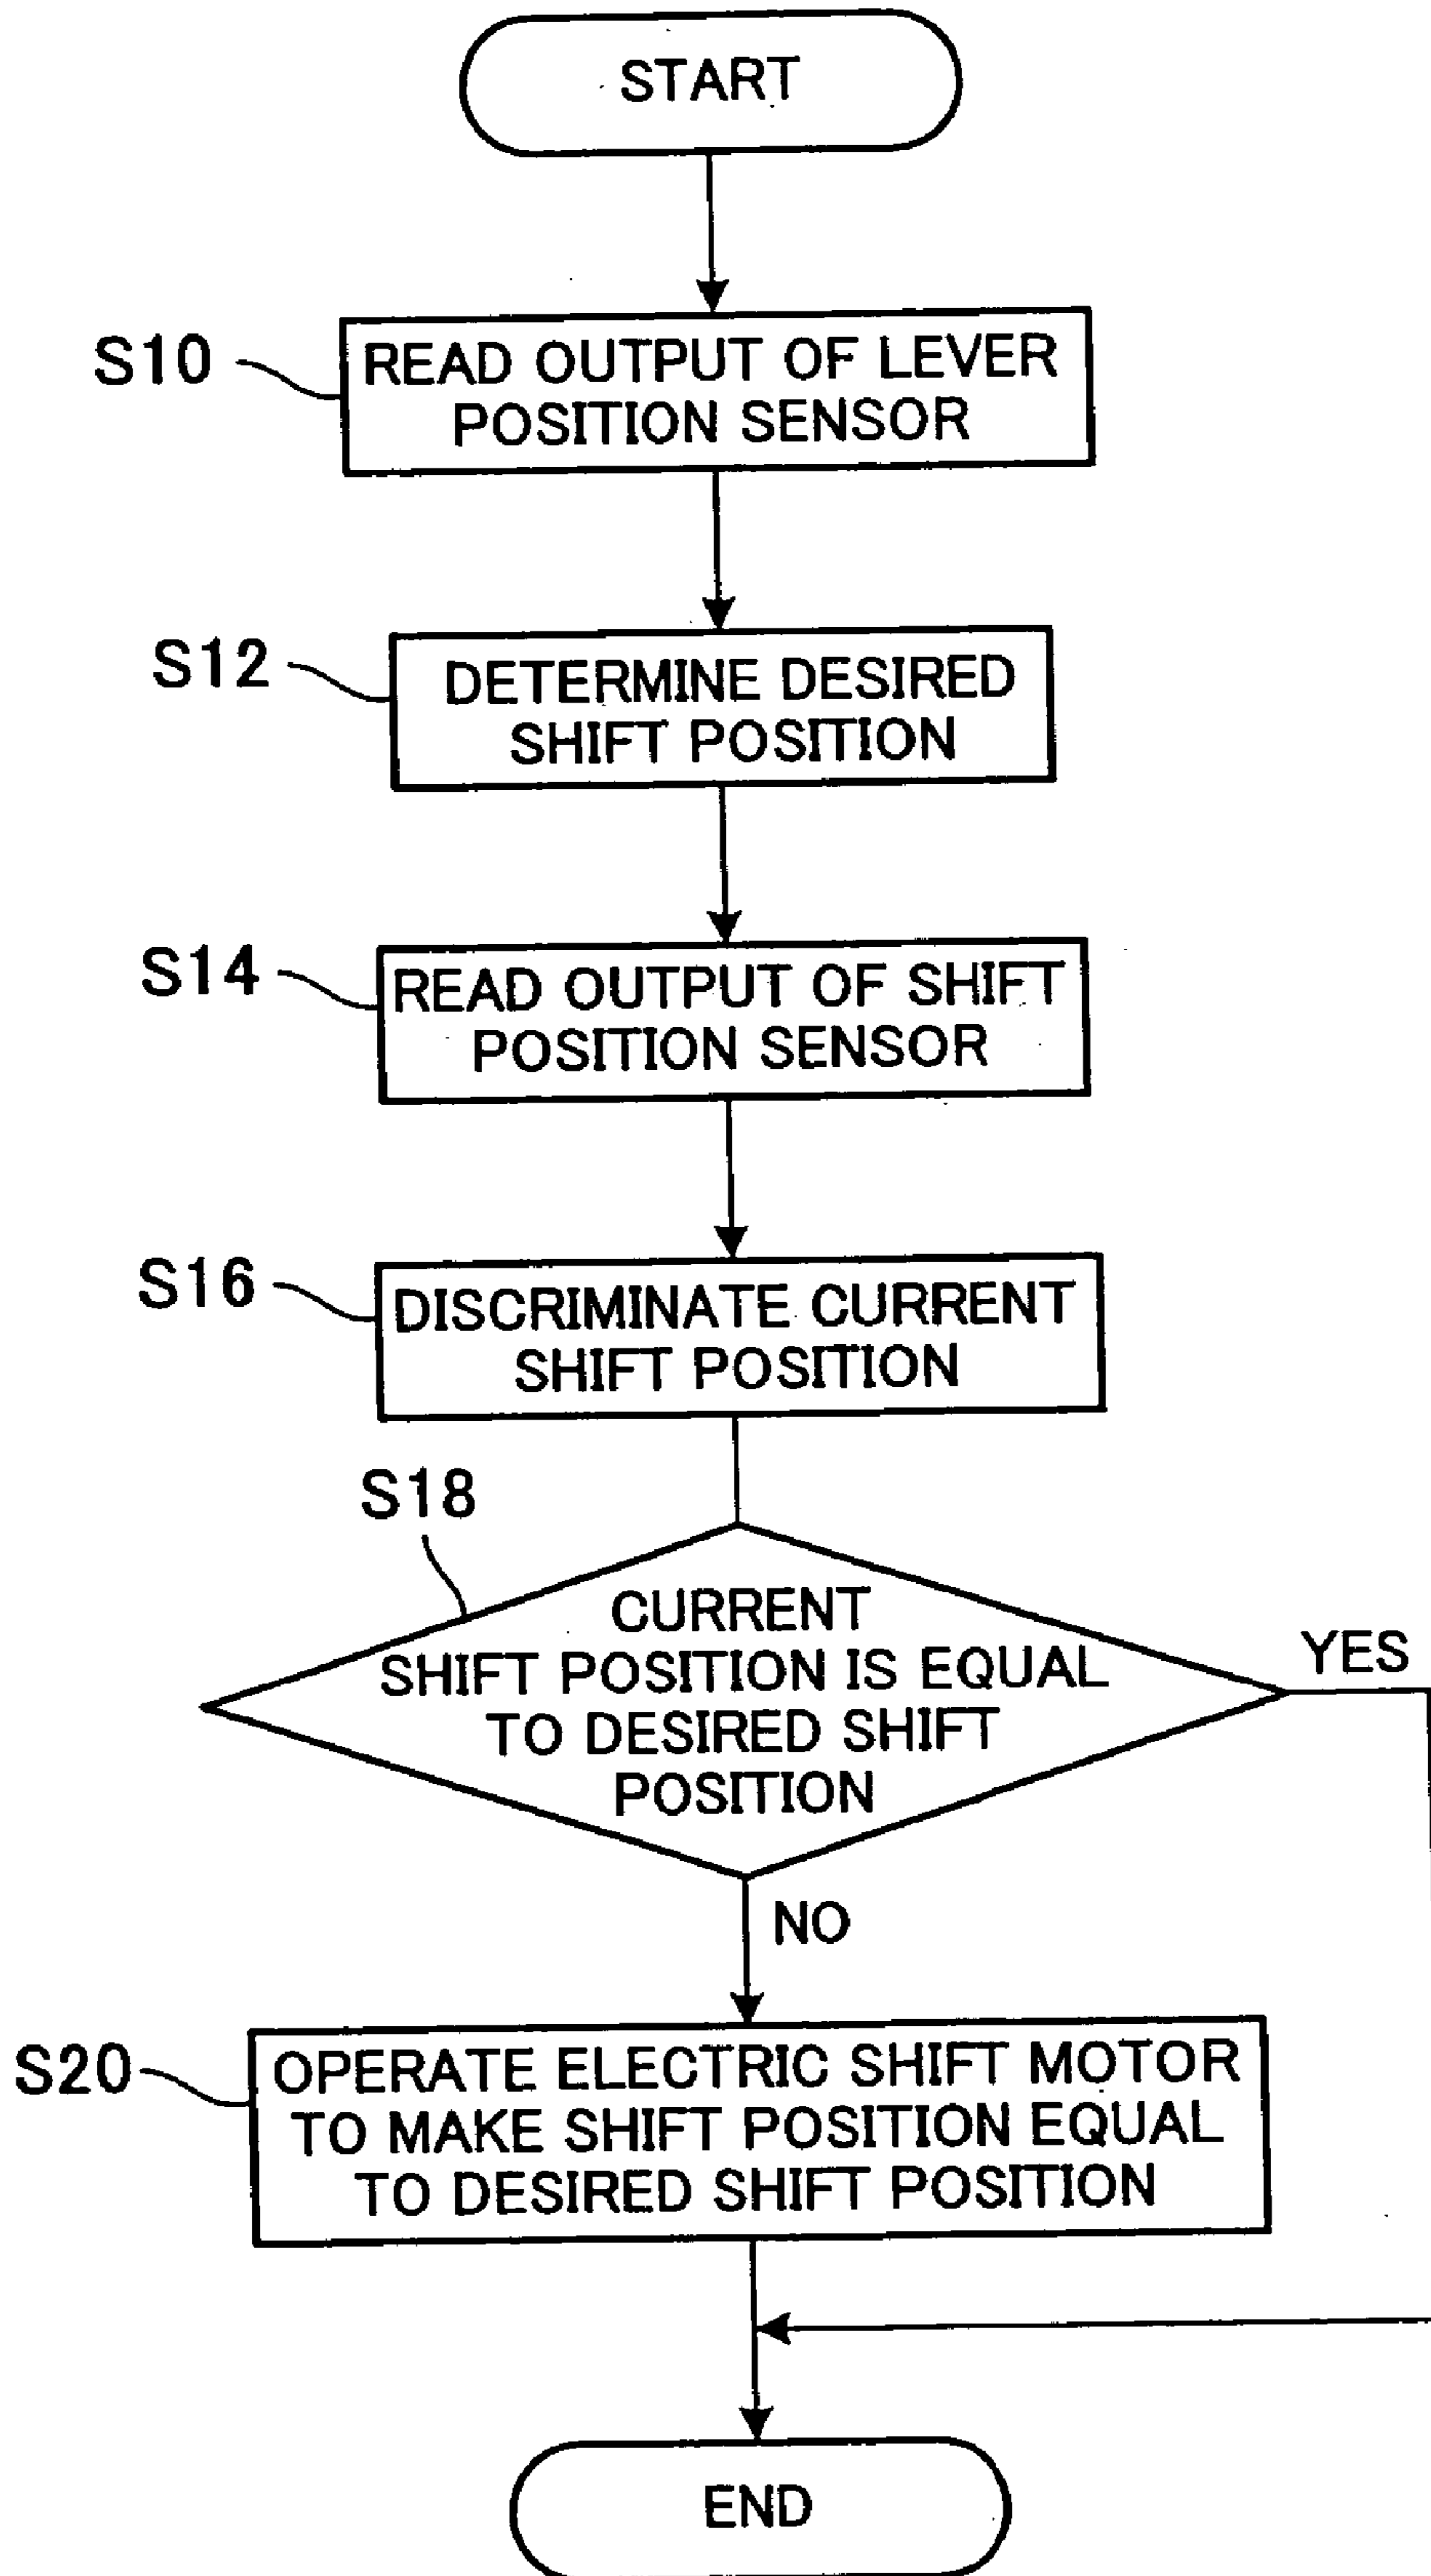 START
S10
READ OUTPUT OF LEVER
POSITION SENSOR
S12
DETERMINE DESIRED
SHIFT POSITION
S14
READ OUTPUT OF SHIFT
POSITION SENSOR
S16
DISCRIMINATE CURRENT
SHIFT POSITION
S18
CURRENT
SHIFT POSITION IS EQUAL
TO DESIRED SHIFT
POSITION
YES
NO
S20
OPERATE ELECTRIC SHIFT MOTOR
TO MAKE SHIFT POSITION EQUAL
TO DESIRED SHIFT POSITION
END